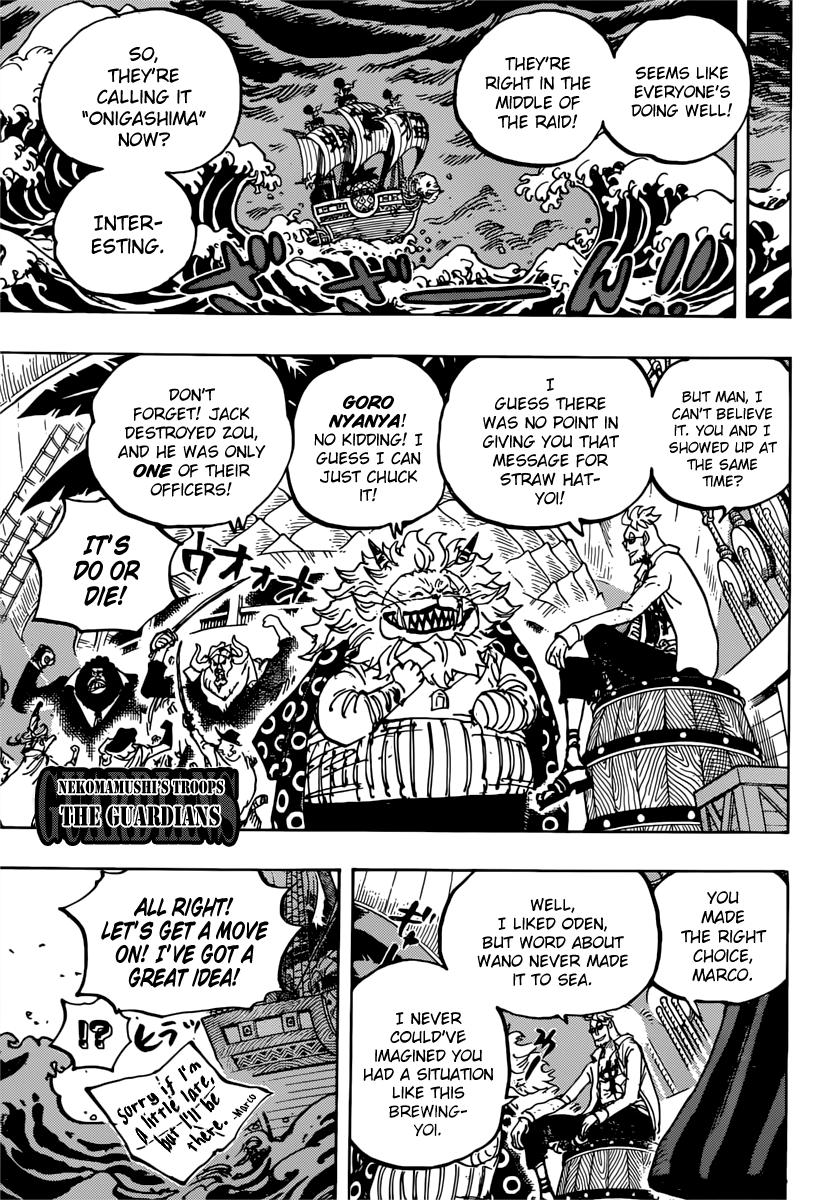 SEEMS LIKE
EVERYONE'S
DOING WELL!
THEY'RE
RIGHT IN THE
MIDDLE OF
THE RAID!
SO,
THEY'RE
CALLING IT
"ONIGASHIMA"
NOW?
INTER-
ESTING.
ザザーーんん
BUT MAN, I
CAN'T BELIEVE
IT. YOU AND I
SHOWED UP AT
THE SAME
TIME?
I
GUESS THERE
WAS NO POINT IN
GIVING YOU THAT
MESSAGE FOR
STRAW HAT-
YOI!
GORO
NYANYA!
NO KIDDING! I
GUESS I CAN
JUST CHUCK
IT!
DON'T
FORGET! JACK
DESTROYED ZOU,
AND HE WAS ONLY
ONE OF THEIR
OFFICERS!
IT'S
DO OR
DIE!
ウオォォ
NEKOMAMUSHI'S TROOPS
THE GUARDIANS
YOU
MADE
THE RIGHT
CHOICE,
MARCO.
WELL,
I LIKED ODEN,
BUT WORD ABOUT
WANO NEVER MADE
IT TO SEA.
I NEVER
COULD'VE
IMAGINED YOU
HAD A SITUATION
LIKE THIS
BREWING-
YOI.
ALL RIGHT!
LET'S GET A MOVE
ON! I'VE GOT A
GREAT IDEA!
!?
ヒラッ
Sorry if I'm
a little late,
but I'll be
there.
-Marco